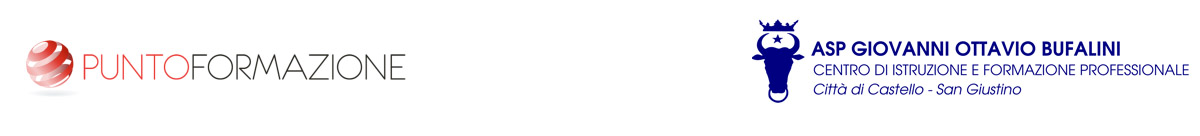 PUNTOFORMAZIONE
ASP GIOVANNI OTTAVIO BUFALINI
CENTRO DI ISTRUZIONE E FORMAZIONE PROFESSIONALE
Città di Castello - San Giustino